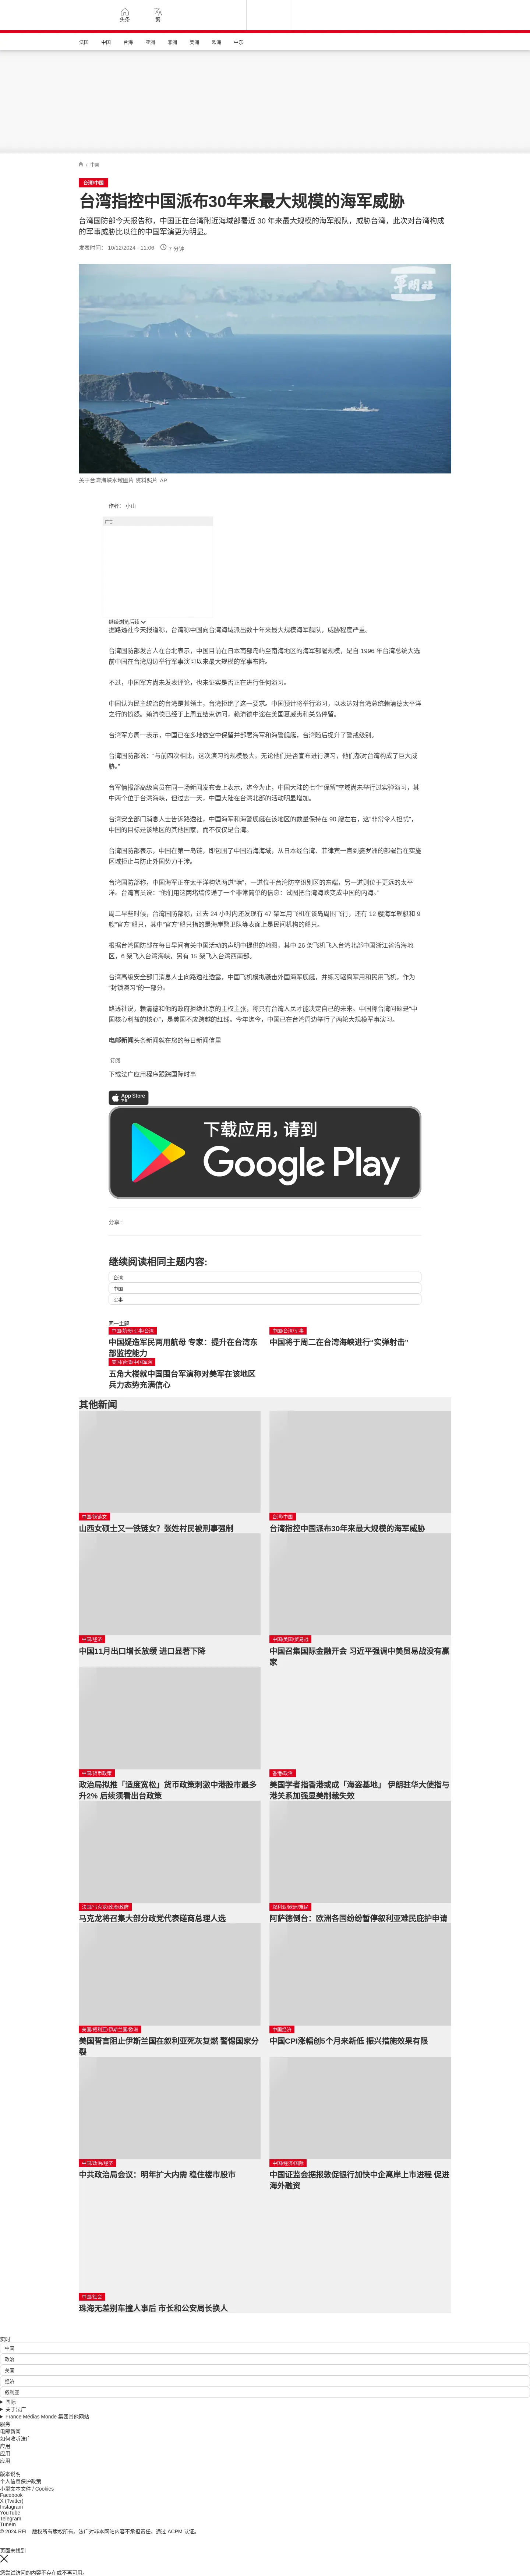 头条
繁
法国
中国
台海
亚洲
非洲
美洲
欧洲
中东
/ 中国
台湾/中国
台湾指控中国派布30年来最大规模的海军威胁
台湾国防部今天报告称，中国正在台湾附近海域部署近 30 年来最大规模的海军舰队，威胁台湾，此次对台湾构成
的军事威胁比以往的中国军演更为明显。
发表时间： 10/12/2024 - 11:06
7 分钟
关于台湾海峡水域图片 资料照片 AP
作者： 小山
广告
继续浏览后续
据路透社今天报道称，台湾称中国向台湾海域派出数十年来最大规模海军舰队，威胁程度严重。
台湾国防部发言人在台北表示，中国目前在日本南部岛屿至南海地区的海军部署规模，是自 1996 年台湾总统大选
前中国在台湾周边举行军事演习以来最大规模的军事布阵。
不过，中国军方尚未发表评论，也未证实是否正在进行任何演习。
中国认为民主统治的台湾是其领土，台湾拒绝了这一要求。中国预计将举行演习，以表达对台湾总统赖清德太平洋
之行的愤怒。赖清德已经于上周五结束访问，赖清德中途在美国夏威夷和关岛停留。
台湾军方周一表示，中国已在多地做空中保留并部署海军和海警舰艇，台湾随后提升了警戒级别。
台湾国防部说：“与前四次相比，这次演习的规模最大。无论他们是否宣布进行演习，他们都对台湾构成了巨大威
胁。”
台军情报部高级官员在同一场新闻发布会上表示，迄今为止，中国大陆的七个“保留”空域尚未举行过实弹演习，其
中两个位于台湾海峡，但过去一天，中国大陆在台湾北部的活动明显增加。
台湾安全部门消息人士告诉路透社，中国海军和海警舰艇在该地区的数量保持在 90 艘左右，这“非常令人担忧”，
中国的目标是该地区的其他国家，而不仅仅是台湾。
台湾国防部表示，中国在第一岛链，即包围了中国沿海海域，从日本经台湾、菲律宾一直到婆罗洲的部署旨在实施
区域拒止与防止外国势力干涉。
台湾国防部称，中国海军正在太平洋构筑两道“墙”，一道位于台湾防空识别区的东端，另一道则位于更远的太平
洋。台湾官员说：“他们用这两堵墙传递了一个非常简单的信息：试图把台湾海峡变成中国的内海。”
周二早些时候，台湾国防部称，过去 24 小时内还发现有 47 架军用飞机在该岛周围飞行，还有 12 艘海军舰艇和 9
艘“官方”船只，其中“官方”船只指的是海岸警卫队等表面上是民间机构的船只。
根据台湾国防部在每日早间有关中国活动的声明中提供的地图，其中 26 架飞机飞入台湾北部中国浙江省沿海地
区，6 架飞入台湾海峡，另有 15 架飞入台湾西南部。
台湾高级安全部门消息人士向路透社透露，中国飞机模拟袭击外国海军舰艇，并练习驱离军用和民用飞机，作为
“封锁演习”的一部分。
路透社说，赖清德和他的政府拒绝北京的主权主张，称只有台湾人民才能决定自己的未来。中国称台湾问题是“中
国核心利益的核心”，是美国不应跨越的红线。今年迄今，中国已在台湾周边举行了两轮大规模军事演习。
电邮新闻头条新闻就在您的每日新闻信里
订阅
下载法广应用程序跟踪国际时事
App Store
下载
下载应用，请到
Google Play
分享 :
继续阅读相同主题内容:
台湾
中国
军事
同一主题
中国/航母/军事/台湾
中国疑造军民两用航母 专家：提升在台湾东
部监控能力
中国/台湾/军事
中国将于周二在台湾海峡进行“实弹射击”
美国/台湾/中国军演
五角大楼就中国围台军演称对美军在该地区
兵力态势充满信心
其他新闻
中国/铁链女
山西女硕士又一铁链女？张姓村民被刑事强制
台湾/中国
台湾指控中国派布30年来最大规模的海军威胁
中国/经济
中国11月出口增长放缓 进口显著下降
中国/美国/贸易战
中国召集国际金融开会 习近平强调中美贸易战没有赢
家
中国/货币政策
政治局拟推「适度宽松」货币政策刺激中港股市最多
升2% 后续须看出台政策
香港/政治
美国学者指香港或成「海盗基地」 伊朗驻华大使指与
港关系加强显美制裁失效
法国/马克龙/政治/政府
马克龙将召集大部分政党代表磋商总理人选
叙利亚/欧洲/难民
阿萨德倒台：欧洲各国纷纷暂停叙利亚难民庇护申请
美国/叙利亚/伊斯兰国/欧洲
美国誓言阻止伊斯兰国在叙利亚死灰复燃 警惕国家分
裂
中国经济
中国CPI涨幅创5个月来新低 振兴措施效果有限
中国/政治/经济
中共政治局会议：明年扩大内需 稳住楼市股市
中国/经济/国际
中国证监会据报敦促银行加快中企离岸上市进程 促进
海外融资
中国/社会
珠海无差别车撞人事后 市长和公安局长换人
实时
中国
政治
美国
经济
叙利亚
国际
关于法广
France Médias Monde 集团其他网站
服务
电邮新闻
如何收听法广
应用
应用
应用
版本说明
个人信息保护政策
小型文本文件 / Cookies
Facebook
X (Twitter)
Instagram
YouTube
Telegram
TuneIn
© 2024 RFI – 版权所有版权所有。法广对非本网站内容不承担责任。通过 ACPM 认证。
页面未找到
您尝试访问的内容不存在或不再可用。